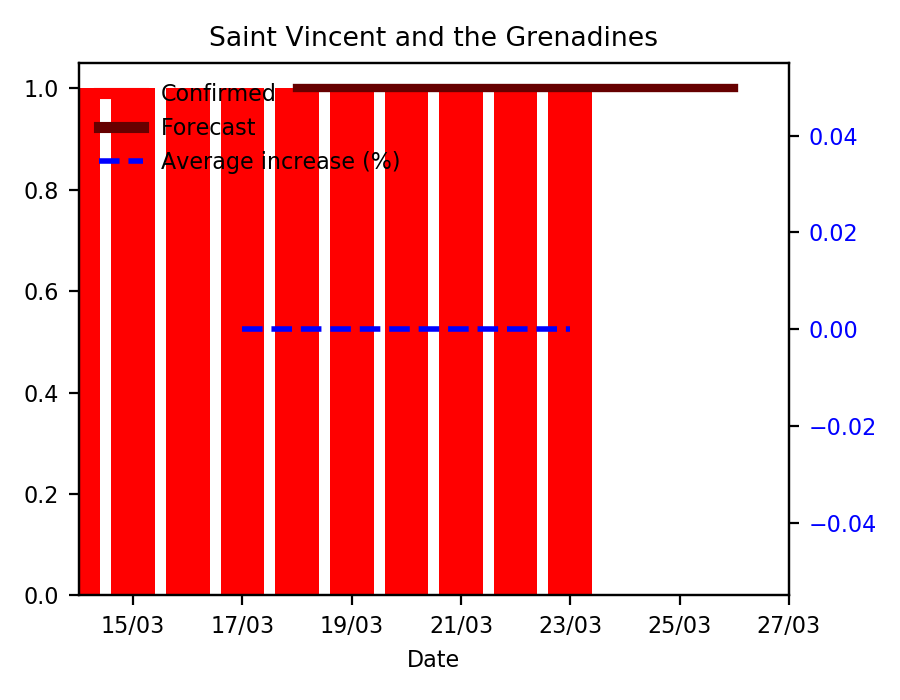 Saint Vincent and the Grenadines
Confirmed
Forecast
Average increase (%)
1.0
0.8
0.6
0.4
0.2
0.0
0.04
0.02
0.00
−0.02
−0.04
15/03 17/03 19/03 21/03 23/03 25/03 27/03
Date